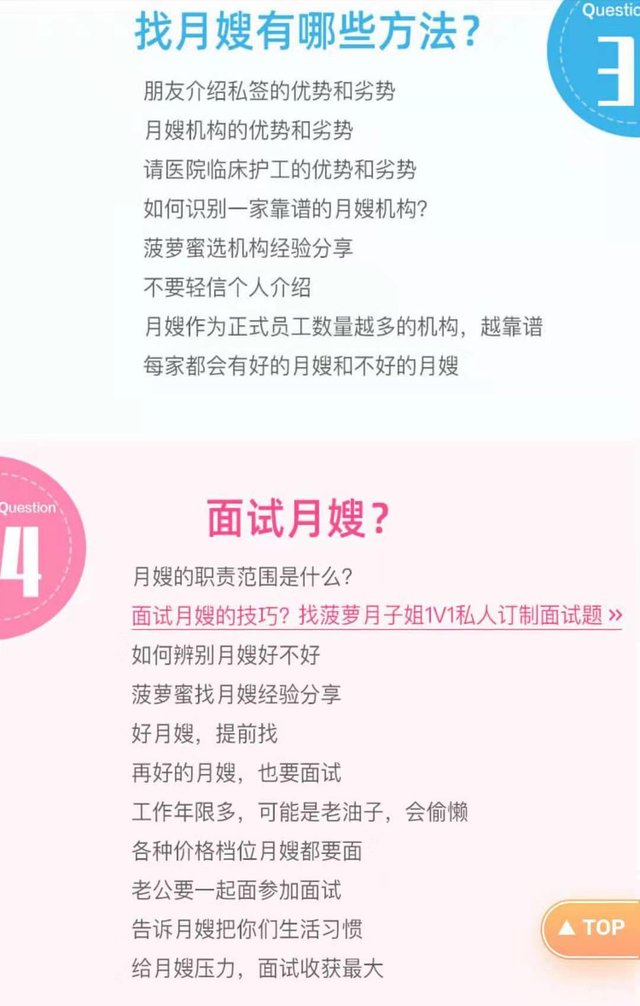 Question
3
找月嫂有哪些方法？
朋友介绍私签的优势和劣势
月嫂机构的优势和劣势
请医院临床护工的优势和劣势
如何识别一家靠谱的月嫂机构？
菠萝蜜选机构经验分享
不要轻信个人介绍
月嫂作为正式员工数量越多的机构，越靠谱
每家都会有好的月嫂和不好的月嫂
Question
4
面试月嫂？
月嫂的职责范围是什么？
面试月嫂的技巧？找菠萝月子姐1V1私人订制面试题 »
如何辨别月嫂好不好
菠萝蜜找月嫂经验分享
好月嫂，提前找
再好的月嫂，也要面试
工作年限多，可能是老油子，会偷懒
各种价格档位月嫂都要面
老公要一起面参加面试
告诉月嫂把你们生活习惯
给月嫂压力，面试收获最大
▲ TOP